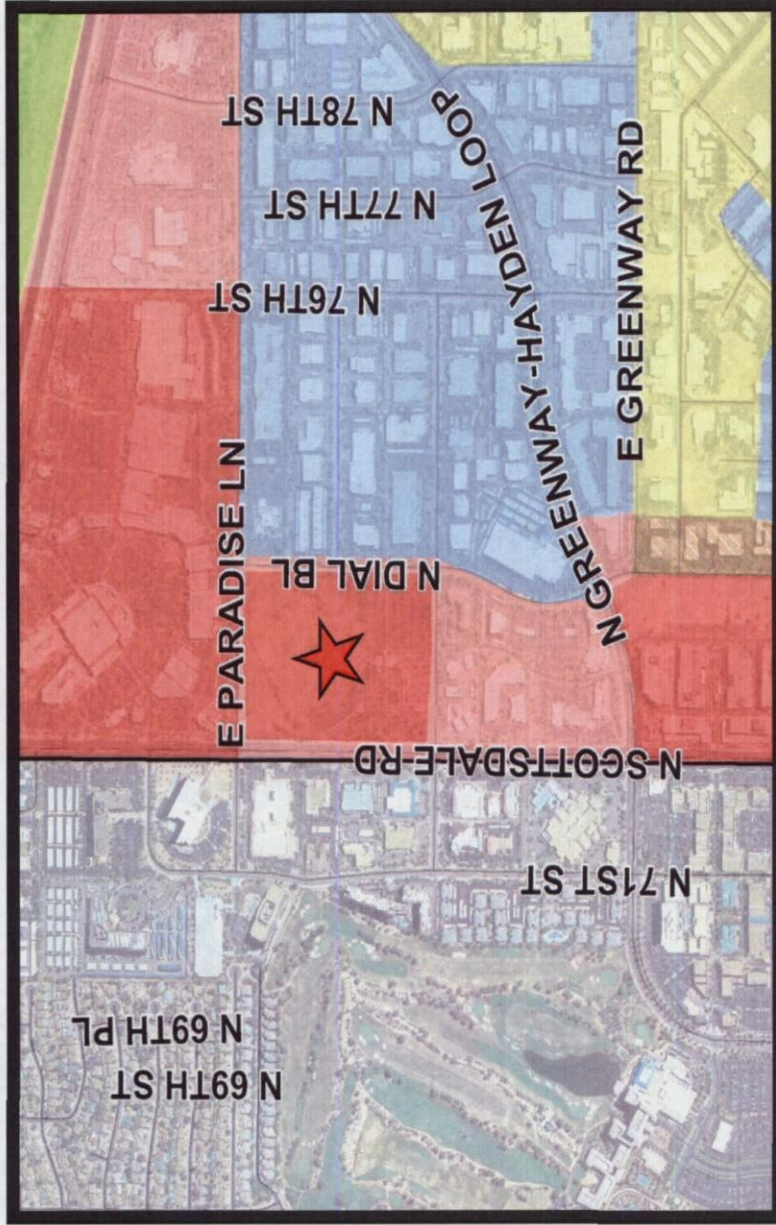 N 78TH ST
N 77TH ST
N 76TH ST
N GREENWAY-HAYDEN LOOP
E GREENWAY RD
E PARADISE LN
N DIAL BL
N SCOTTSDALE RD
N 71ST ST
N 69TH PL
N 69TH ST